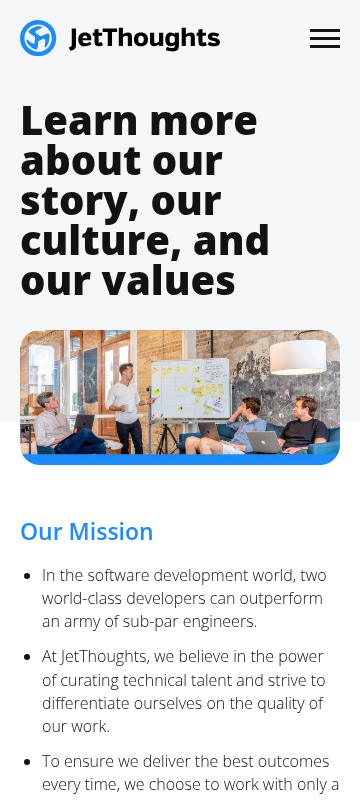 JetThoughts
Learn more
about our
story, our
culture, and
our values
Our Mission
In the software development world, two
world-class developers can outperform
an army of sub-par engineers.
At JetThoughts, we believe in the power
of curating technical talent and strive to
differentiate ourselves on the quality of
our work.
To ensure we deliver the best outcomes
every time, we choose to work with only a